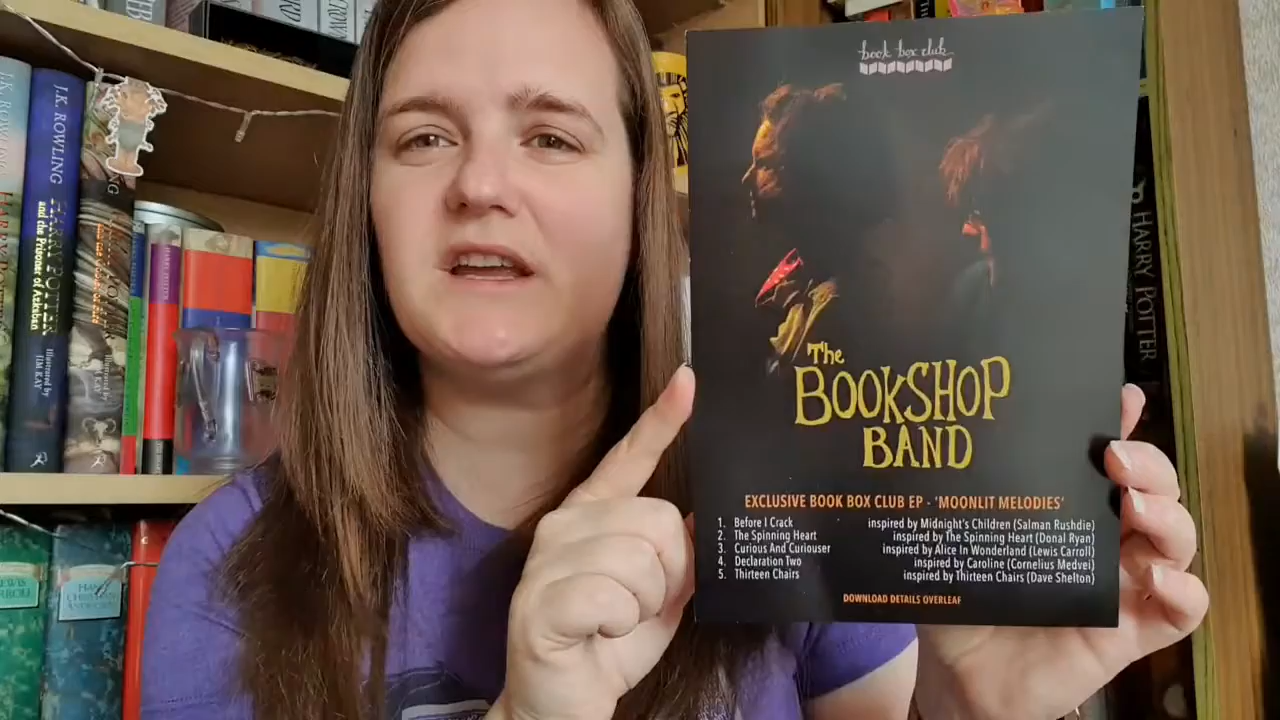 book box club
The
BOOKSHOP
BAND
EXCLUSIVE BOOK BOX CLUB EP - 'MOONLIT MELODIES'
1. Before I Crack inspired by Midnight's Children (Salman Rushdie)
2. The Spinning Heart inspired by The Spinning Heart (Donal Ryan)
3. Curious And Curiouser inspired by Alice In Wonderland (Lewis Carroll)
4. Declaration Two inspired by Caroline (Cornelius Medvei)
5. Thirteen Chairs inspired by Thirteen Chairs (Dave Shelton)
DOWNLOAD DETAILS OVERLEAF
J.K. ROWLING
HARRY POTTER
and the Prisoner of Azkaban
Illustrated by
JIM KAY
HARRY POTTER